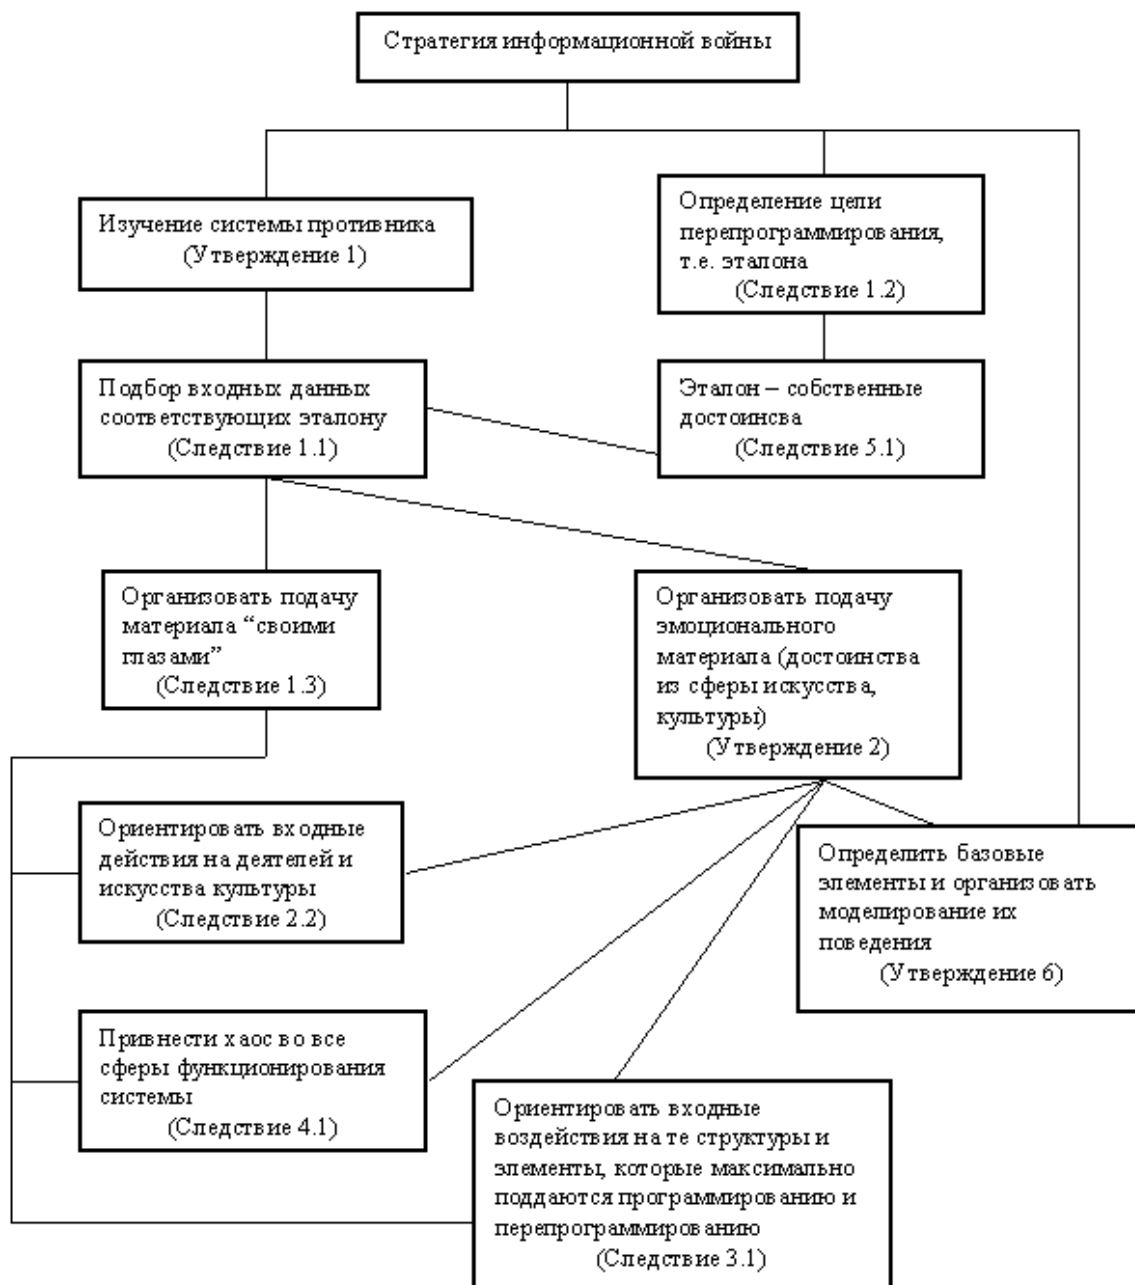 Стратегия информационной войны
Изучение системы противника
(Утверждение 1)
Определение цели
перепрограммирования,
т.е. эталона
(Следствие 1.2)
Подбор входных данных
соответствующих эталону
(Следствие 1.1)
Эталон – собственные
достоинсва
(Следствие 5.1)
Организовать подачу
материала “своими
глазами”
(Следствие 1.3)
Организовать подачу
эмоционального
материала (достоинства
из сферы искусства,
культуры)
(Утверждение 2)
Ориентировать входные
действия на деятелей и
искусства культуры
(Следствие 2.2)
Определить базовые
элементы и организовать
моделирование их
поведения
(Утверждение 6)
Привнести хаос во все
сферы функционирования
системы
(Следствие 4.1)
Ориентировать входные
воздействия на те структуры и
элементы, которые максимально
поддаются программированию и
перепрограммированию
(Следствие 3.1)